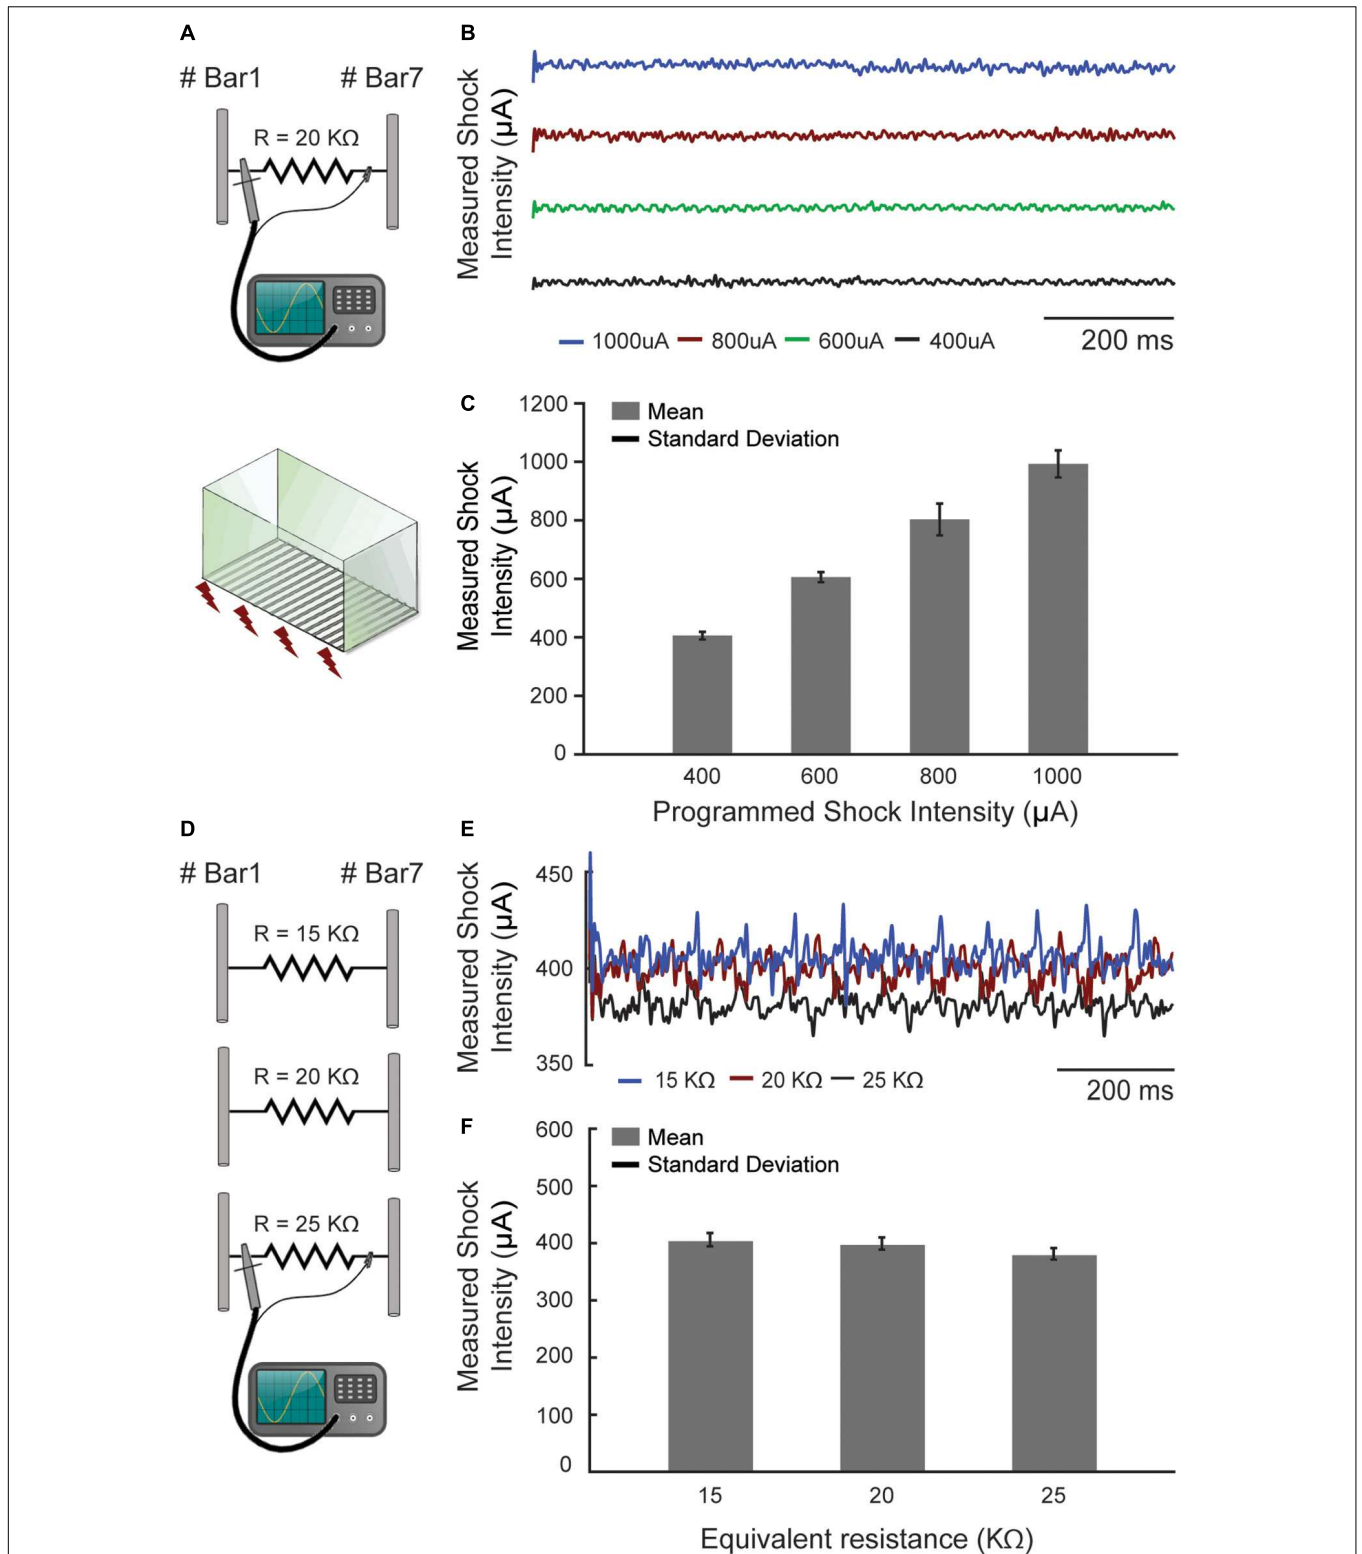 A
# Bar1
# Bar7
R = 20 KΩ
B
Measured Shock
Intensity (µA)
1000uA
800uA
600uA
400uA
200 ms
C
Measured Shock
Intensity (µA)
1200
1000
800
600
400
200
0
Mean
Standard Deviation
400
600
800
1000
Programmed Shock Intensity (µA)
D
# Bar1
# Bar7
R = 15 KΩ
R = 20 KΩ
R = 25 KΩ
E
Measured Shock
Intensity (µA)
450
400
350
15 KΩ
20 KΩ
25 KΩ
200 ms
F
Measured Shock
Intensity (µA)
600
500
400
300
200
100
0
Mean
Standard Deviation
15
20
25
Equivalent resistance (KΩ)